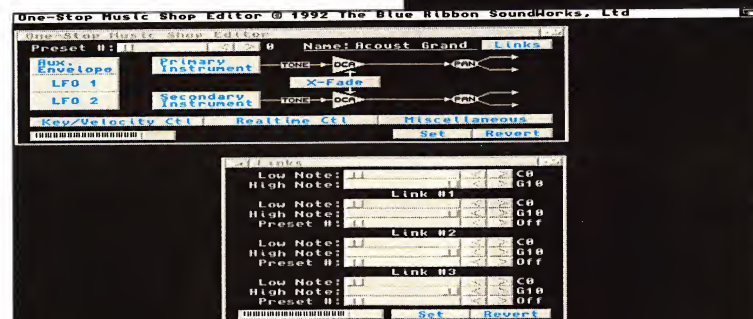 One-Stop Music Shop Editor © 1992 The Blue Ribbon SoundWorks, Ltd
One-Stop Music Shop Editor
Preset #: 0 Name: Acoust Grand Links
Aux. Envelope
Primary Instrument
TONE DCA PAN
LFO 1
X-Fade
LFO 2
Secondary Instrument
TONE DCA PAN
Key/Velocity Ctl Realtime Ctl Miscellaneous
Set Revert
Links
Low Note: C0
High Note: G10
Link #1
Low Note: C0
High Note: G10
Preset #: Off
Link #2
Low Note: C0
High Note: G10
Preset #: Off
Link #3
Low Note: C0
High Note: G10
Preset #: Off
Set Revert